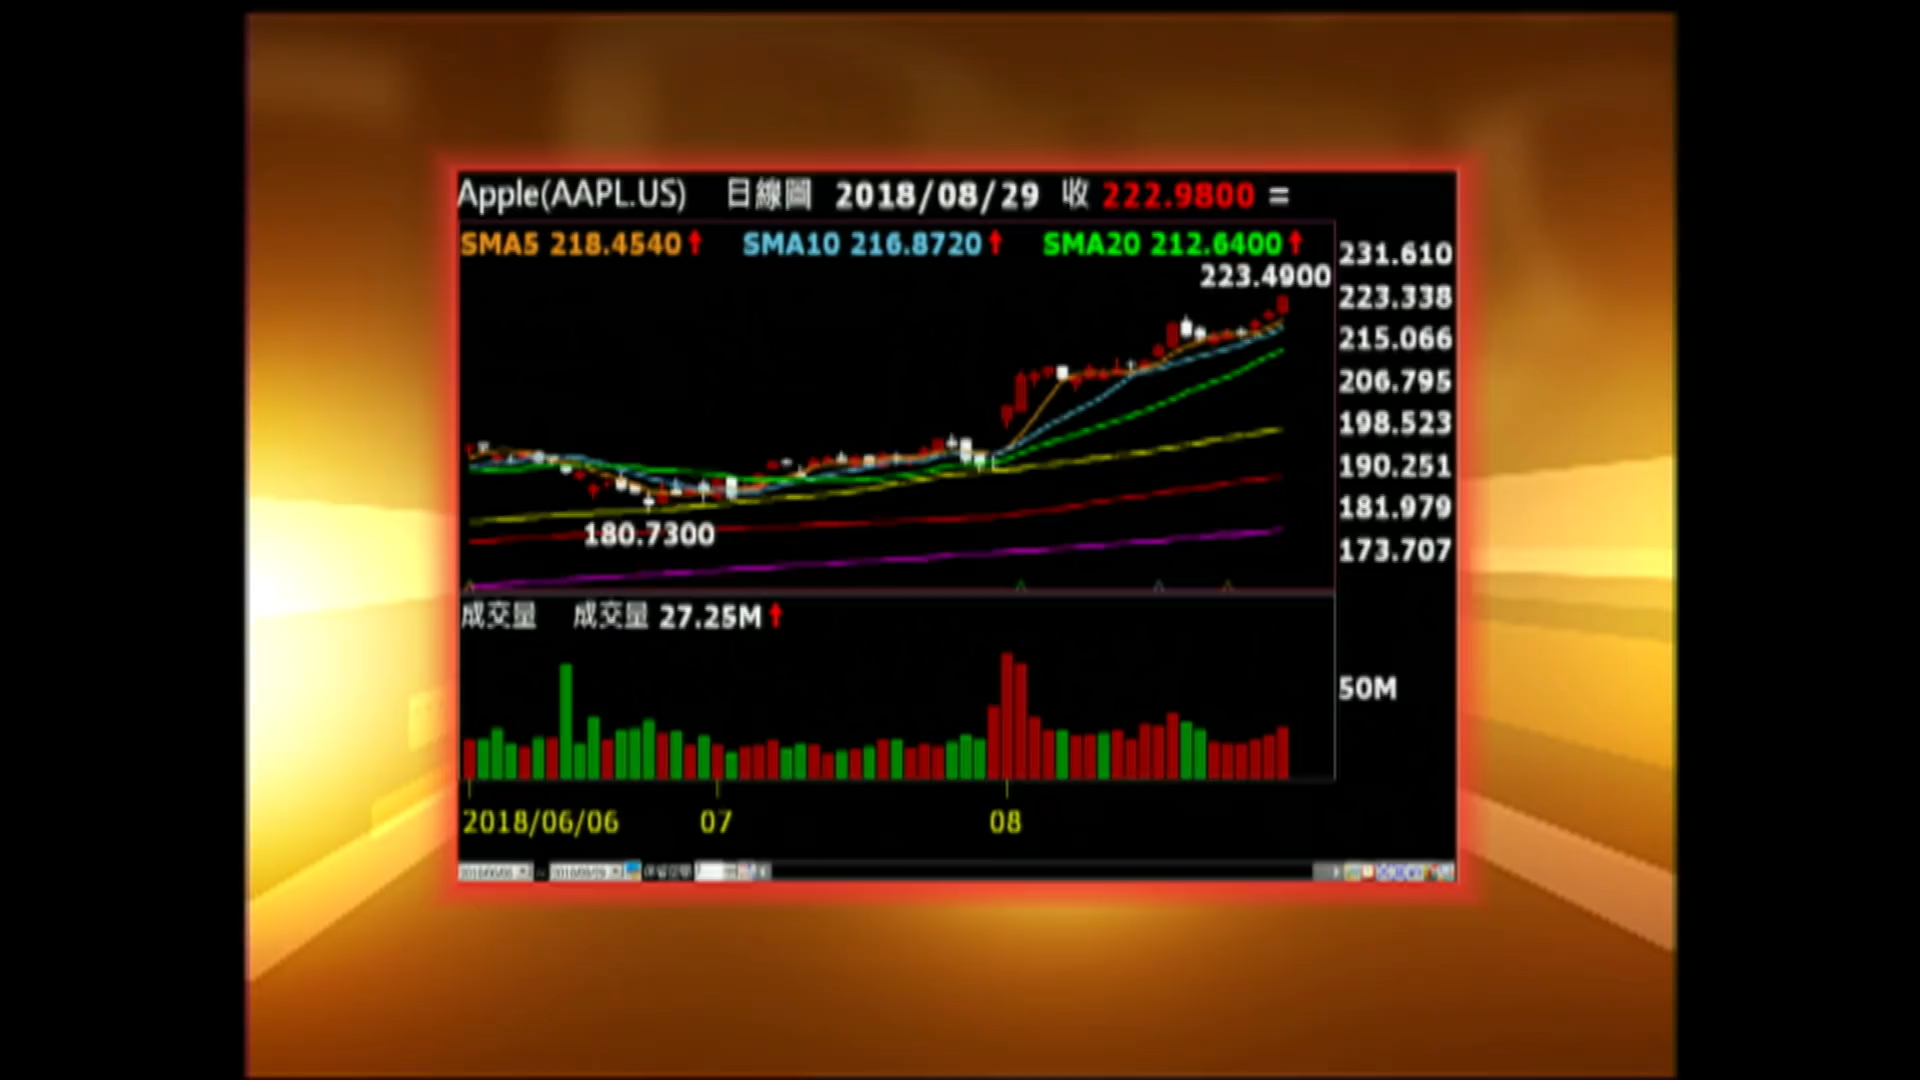 Apple(AAPL.US) 日線圖 2018/08/29 收 222.9800 =
SMA5 218.4540↑ SMA10 216.8720↑ SMA20 212.6400↑
231.610
223.4900
223.338
215.066
206.795
198.523
190.251
181.979
180.7300
173.707
成交量 成交量 27.25M↑
50M
2018/06/06 07 08